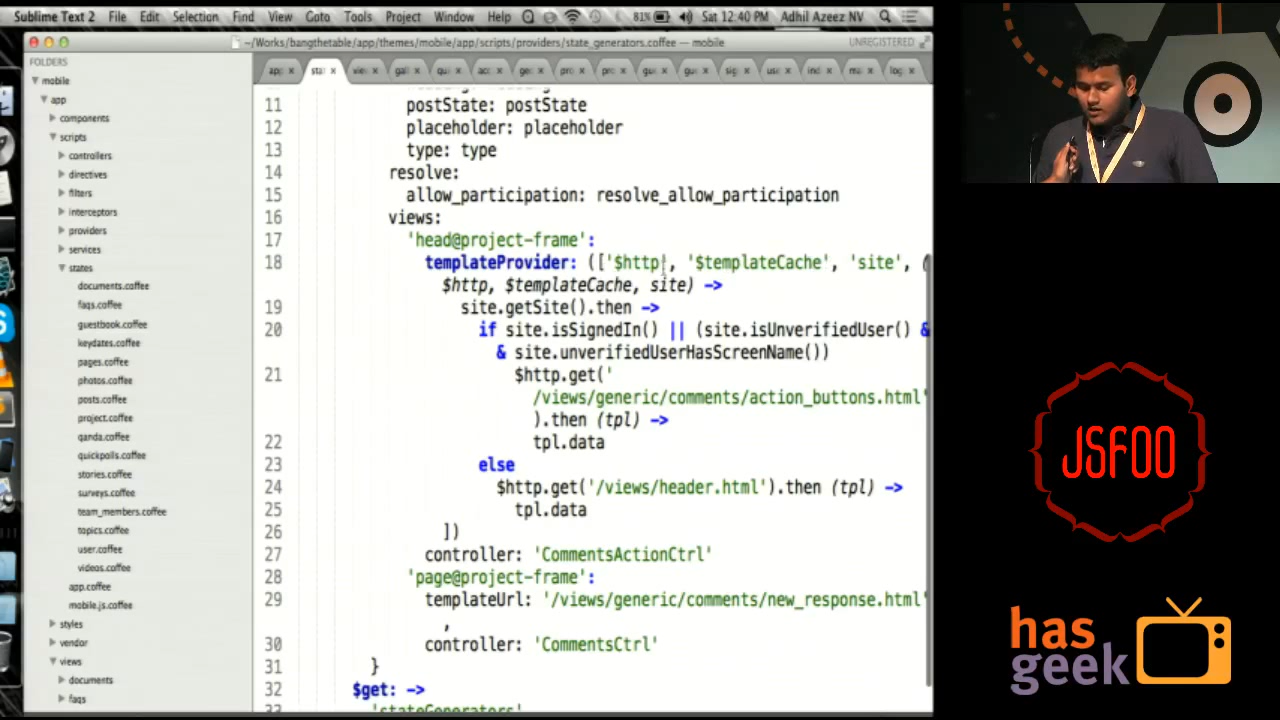 Sublime Text 2 File Edit Selection Find View Goto Tools Project Window Help 81% Sat 12:40 PM Adhil Azeez NV
~/Works/bangthetable/app/themes/mobile/app/scripts/providers/state_generators.coffee — mobile UNREGISTERED
FOLDERS
mobile
app
components
scripts
controllers
directives
filters
interceptors
providers
services
states
documents.coffee
faqs.coffee
guestbook.coffee
keydates.coffee
pages.coffee
photos.coffee
posts.coffee
project.coffee
qanda.coffee
quickpolls.coffee
stories.coffee
surveys.coffee
team_members.coffee
topics.coffee
user.coffee
videos.coffee
app.coffee
mobile.js.coffee
styles
vendor
views
documents
faqs
11 postState: postState
12 placeholder: placeholder
13 type: type
14 resolve:
15 allow_participation: resolve_allow_participation
16 views:
17 'head@project-frame':
18 templateProvider: (['$http', '$templateCache', 'site', (
$http, $templateCache, site) ->
19 site.getSite().then ->
20 if site.isSignedIn() || (site.isUnverifiedUser() &
& site.unverifiedUserHasScreenName())
21 $http.get('
/views/generic/comments/action_buttons.html'
).then (tpl) ->
22 tpl.data
23 else
24 $http.get('/views/header.html').then (tpl) ->
25 tpl.data
26 ])
27 controller: 'CommentsActionCtrl'
28 'page@project-frame':
29 templateUrl: '/views/generic/comments/new_response.html'
,
30 controller: 'CommentsCtrl'
31 }
32 $get: ->
33 'stateGenerators'
JSFOO
has
geek